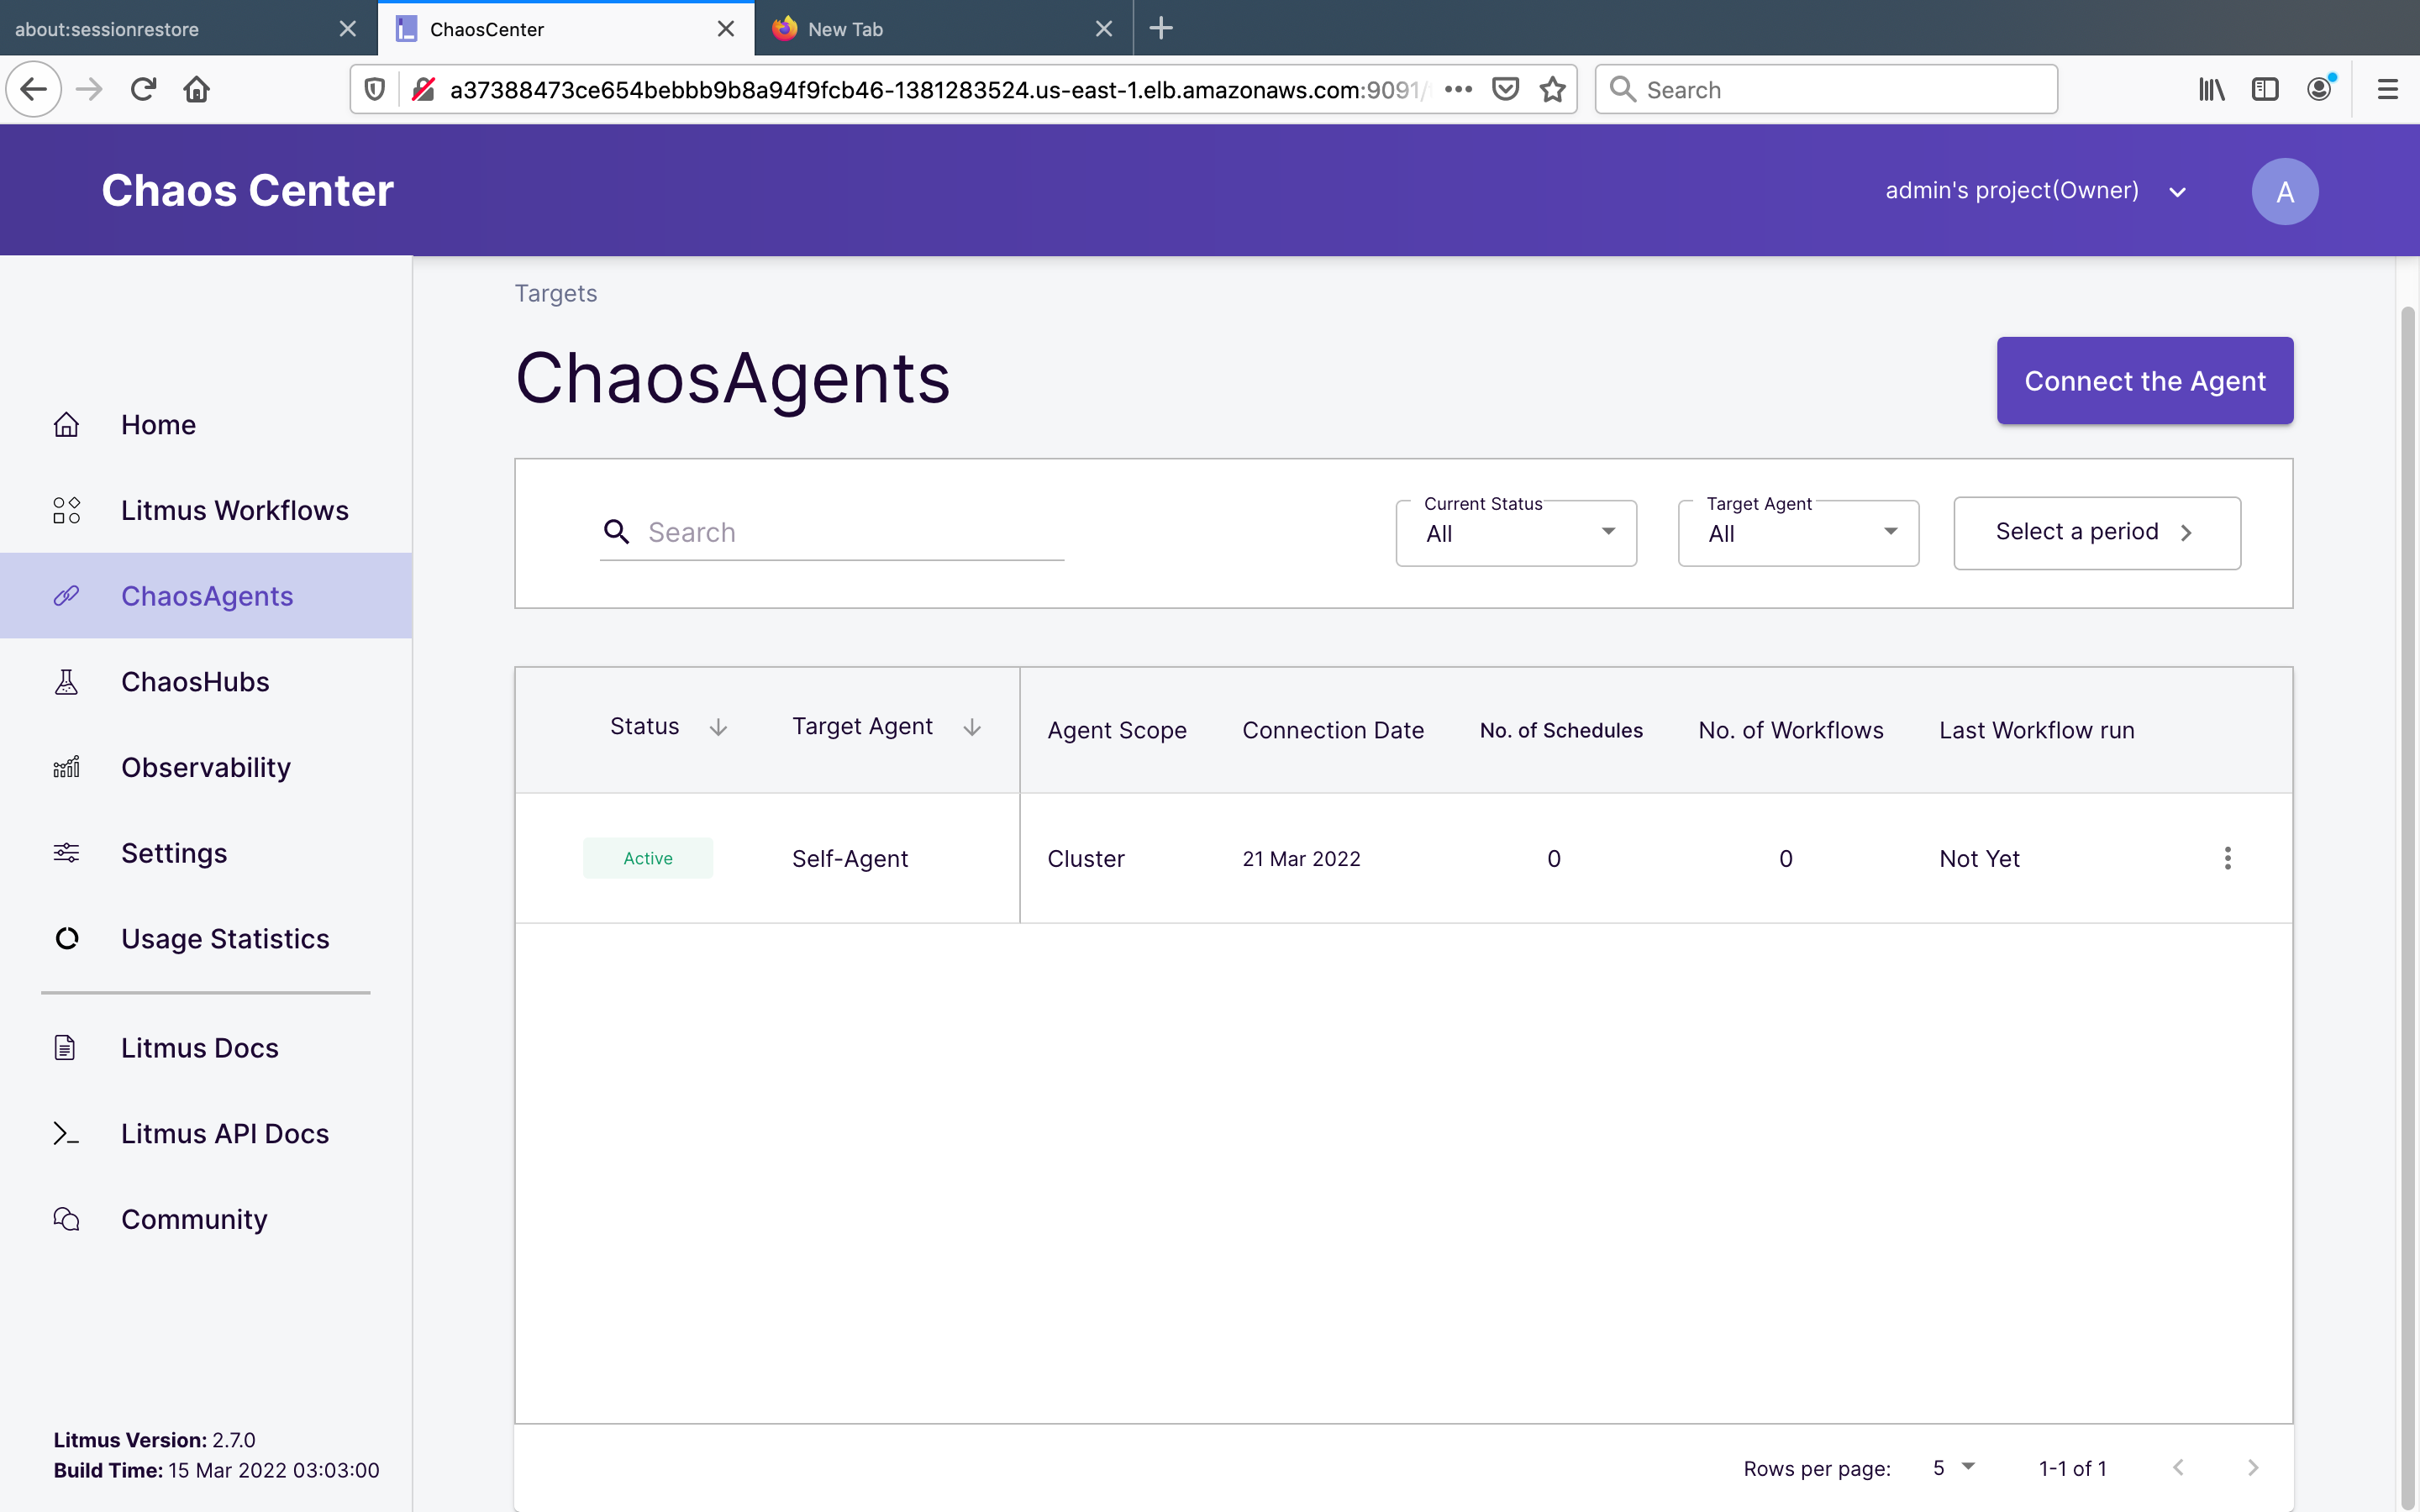 about:sessionrestore
ChaosCenter
New Tab
a37388473ce654bebbb9b8a94f9fcb46-1381283524.us-east-1.elb.amazonaws.com:9091/
Search
Chaos Center
admin's project(Owner)
A
Targets
ChaosAgents
Connect the Agent
Home
Litmus Workflows
ChaosAgents
ChaosHubs
Observability
Settings
Usage Statistics
Litmus Docs
Litmus API Docs
Community
Litmus Version: 2.7.0
Build Time: 15 Mar 2022 03:03:00
Search
Current Status
All
Target Agent
All
Select a period
Status Target Agent Agent Scope Connection Date No. of Schedules No. of Workflows Last Workflow run
Active Self-Agent Cluster 21 Mar 2022 0 0 Not Yet
Rows per page: 5 1-1 of 1